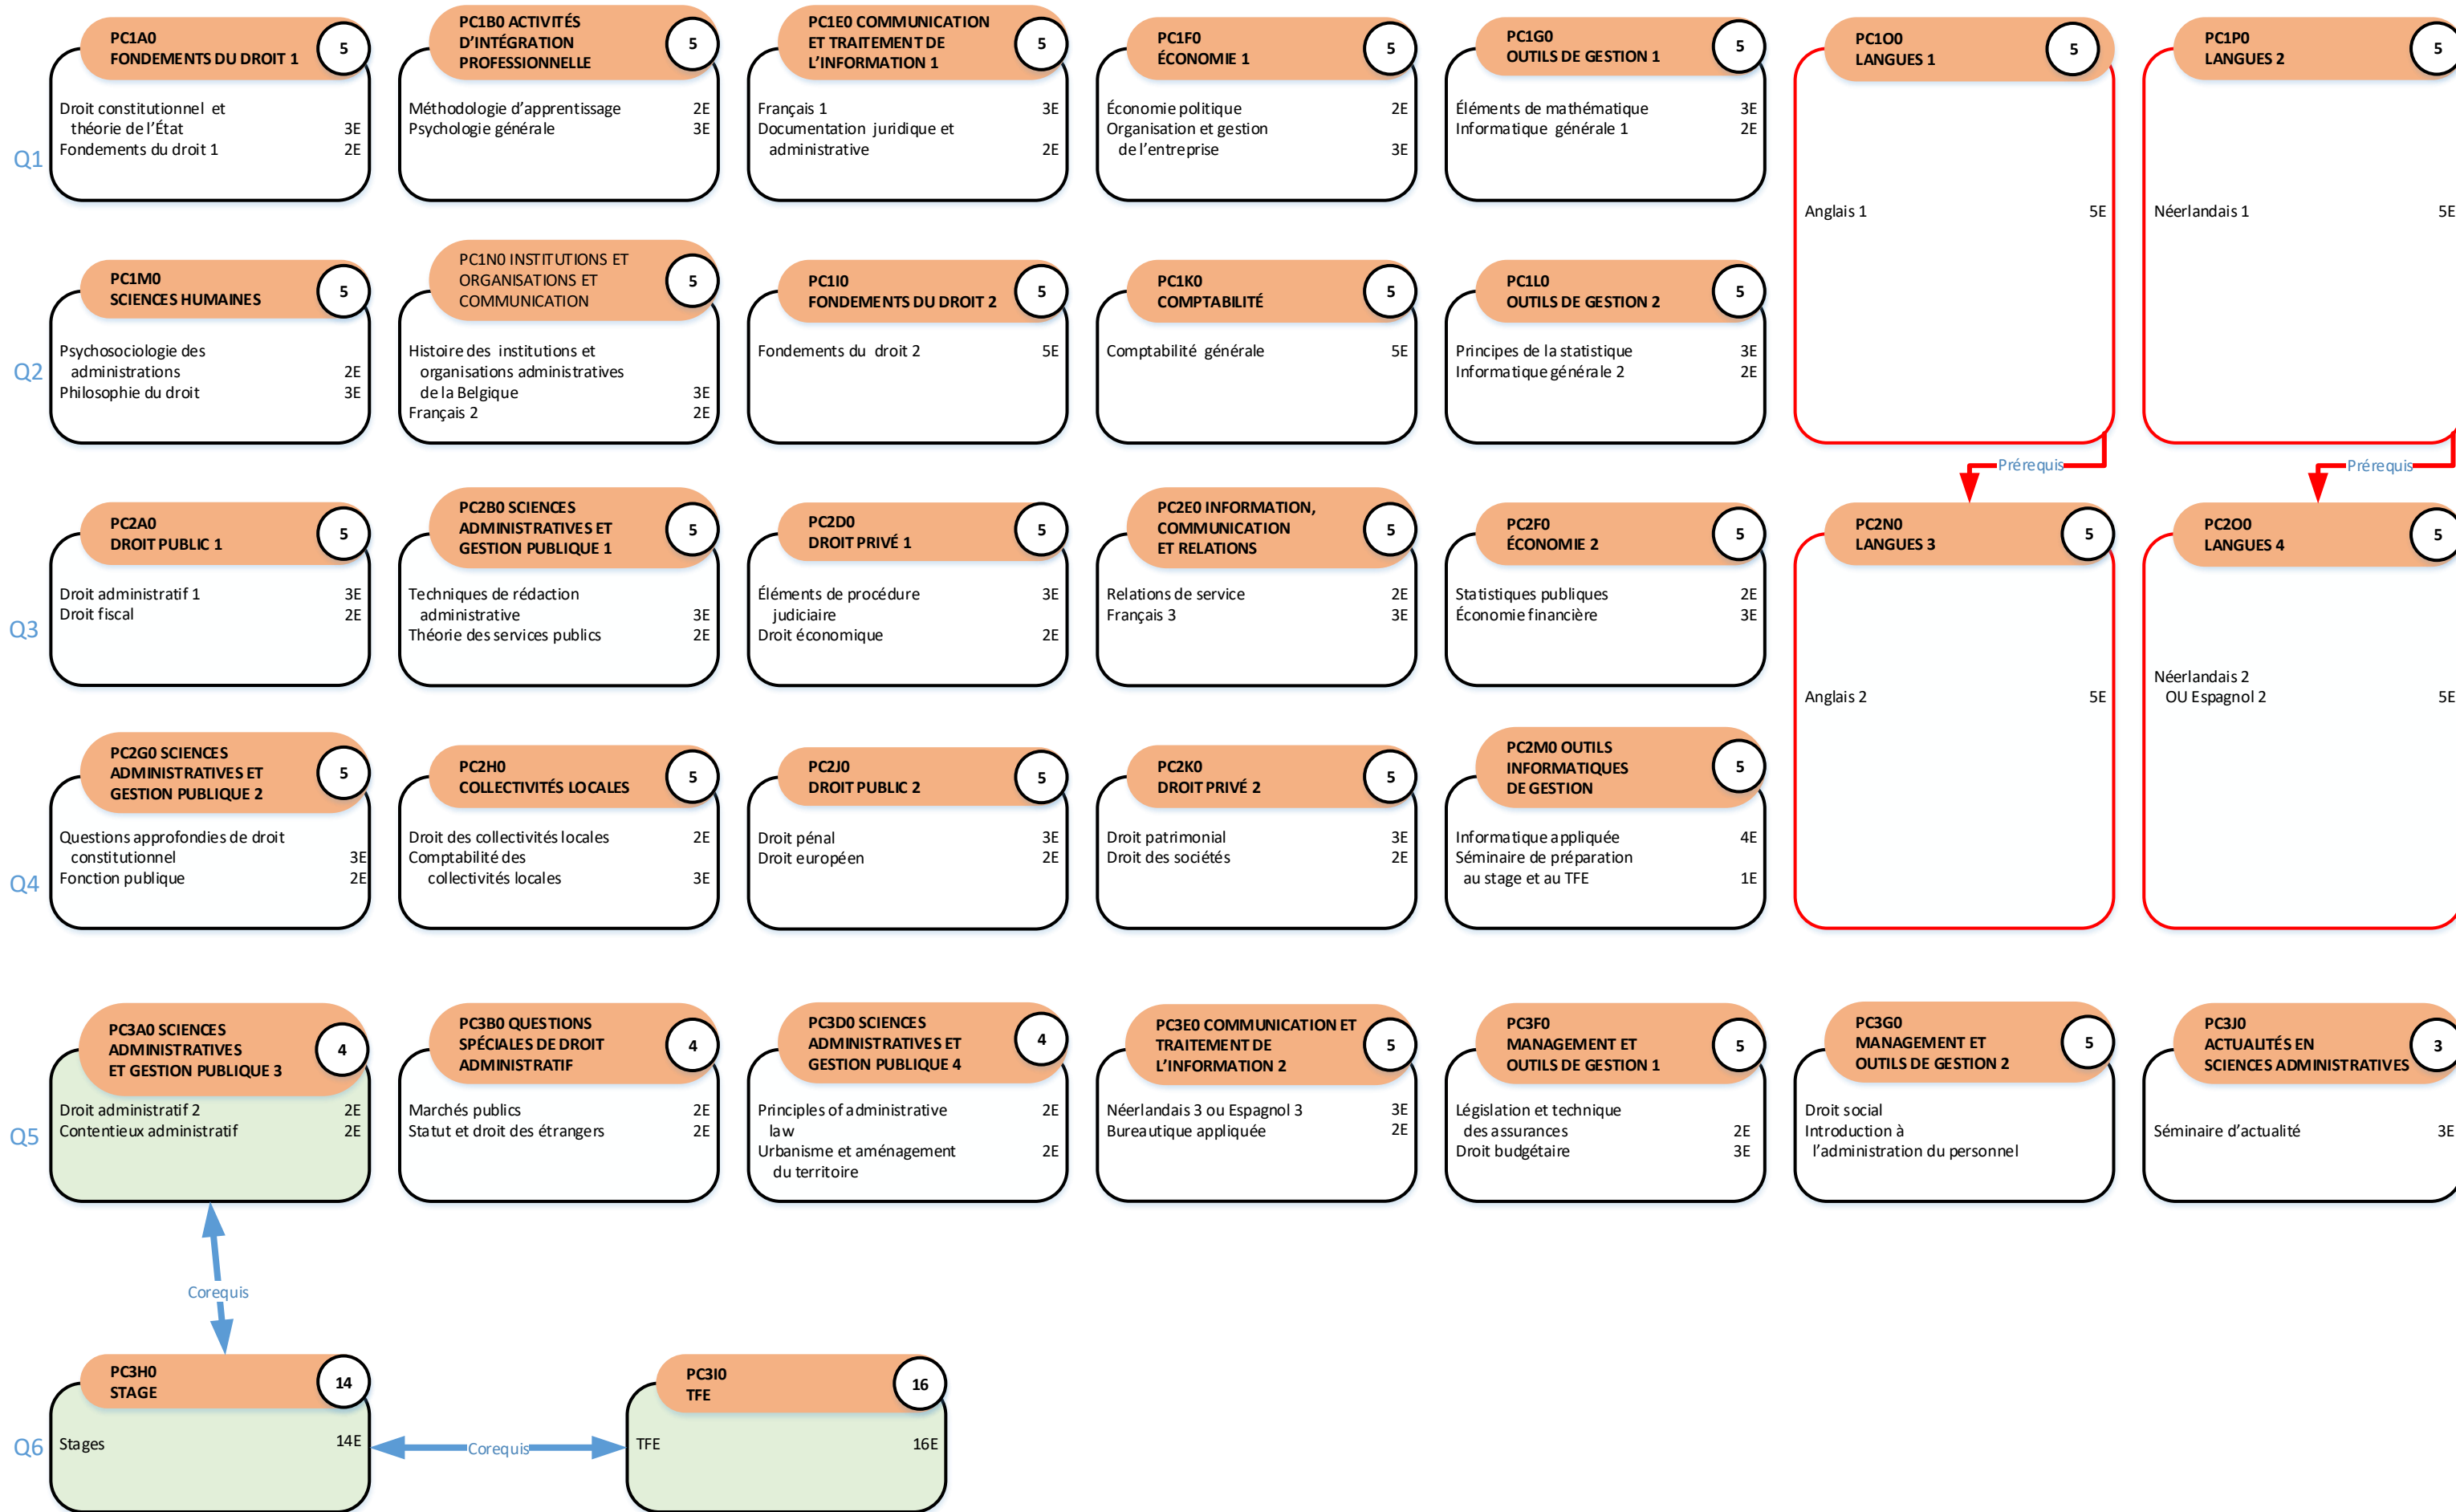 PC1A0
FONDEMENTS DU DROIT 1
5
Droit constitutionnel et
théorie de l'État 3E
Fondements du droit 1 2E
PC1B0 ACTIVITÉS
D'INTÉGRATION
PROFESSIONNELLE
5
Méthodologie d'apprentissage 2E
Psychologie générale 3E
PC1E0 COMMUNICATION
ET TRAITEMENT DE
L'INFORMATION 1
5
Français 1 3E
Documentation juridique et
administrative 2E
PC1F0
ÉCONOMIE 1
5
Économie politique 2E
Organisation et gestion
de l'entreprise 3E
PC1G0
OUTILS DE GESTION 1
5
Éléments de mathématique 3E
Informatique générale 1 2E
PC1O0
LANGUES 1
5
Anglais 1 5E
PC1P0
LANGUES 2
5
Néerlandais 1 5E
Q1
PC1M0
SCIENCES HUMAINES
5
Psychosociologie des
administrations 2E
Philosophie du droit 3E
PC1N0 INSTITUTIONS ET
ORGANISATIONS ET
COMMUNICATION
5
Histoire des institutions et
organisations administratives
de la Belgique 3E
Français 2 2E
PC1I0
FONDEMENTS DU DROIT 2
5
Fondements du droit 2 5E
PC1K0
COMPTABILITÉ
5
Comptabilité générale 5E
PC1L0
OUTILS DE GESTION 2
5
Principes de la statistique 3E
Informatique générale 2 2E
Q2
Prérequis
Prérequis
PC2A0
DROIT PUBLIC 1
5
Droit administratif 1 3E
Droit fiscal 2E
PC2B0 SCIENCES
ADMINISTRATIVES ET
GESTION PUBLIQUE 1
5
Techniques de rédaction
administrative 3E
Théorie des services publics 2E
PC2D0
DROIT PRIVÉ 1
5
Éléments de procédure 3E
judiciaire
Droit économique 2E
PC2E0 INFORMATION,
COMMUNICATION
ET RELATIONS
5
Relations de service 2E
Français 3 3E
PC2F0
ÉCONOMIE 2
5
Statistiques publiques 2E
Économie financière 3E
PC2N0
LANGUES 3
5
Anglais 2 5E
PC2O0
LANGUES 4
5
Néerlandais 2
OU Espagnol 2 5E
Q3
PC2G0 SCIENCES
ADMINISTRATIVES ET
GESTION PUBLIQUE 2
5
Questions approfondies de droit
constitutionnel 3E
Fonction publique 2E
PC2H0
COLLECTIVITÉS LOCALES
5
Droit des collectivités locales 2E
Comptabilité des
collectivités locales 3E
PC2J0
DROIT PUBLIC 2
5
Droit pénal 3E
Droit européen 2E
PC2K0
DROIT PRIVÉ 2
5
Droit patrimonial 3E
Droit des sociétés 2E
PC2M0 OUTILS
INFORMATIQUES
DE GESTION
5
Informatique appliquée 4E
Séminaire de préparation
au stage et au TFE 1E
Q4
PC3A0 SCIENCES
ADMINISTRATIVES
ET GESTION PUBLIQUE 3
4
Droit administratif 2 2E
Contentieux administratif 2E
PC3B0 QUESTIONS
SPÉCIALES DE DROIT
ADMINISTRATIF
4
Marchés publics 2E
Statut et droit des étrangers 2E
PC3D0 SCIENCES
ADMINISTRATIVES ET
GESTION PUBLIQUE 4
4
Principles of administrative 2E
law
Urbanisme et aménagement 2E
du territoire
PC3E0 COMMUNICATION ET
TRAITEMENT DE
L'INFORMATION 2
5
Néerlandais 3 ou Espagnol 3 3E
Bureautique appliquée 2E
PC3F0
MANAGEMENT ET
OUTILS DE GESTION 1
5
Législation et technique
des assurances 2E
Droit budgétaire 3E
PC3G0
MANAGEMENT ET
OUTILS DE GESTION 2
5
Droit social
Introduction à
l'administration du personnel
PC3J0
ACTUALITÉS EN
SCIENCES ADMINISTRATIVES
3
Séminaire d'actualité 3E
Q5
Corequis
PC3H0
STAGE
14
Stages 14E
Q6
Corequis
PC3I0
TFE
16
TFE 16E